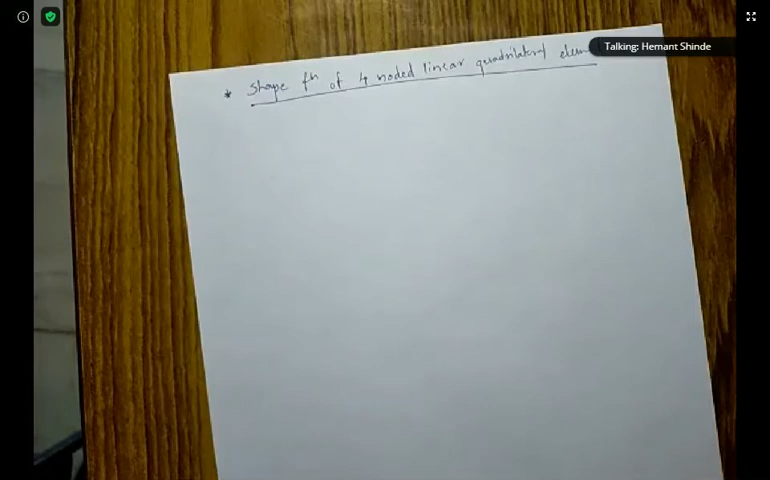 Talking: Hemant Shinde
* Shape fn of 4 noded linear quadrilateral